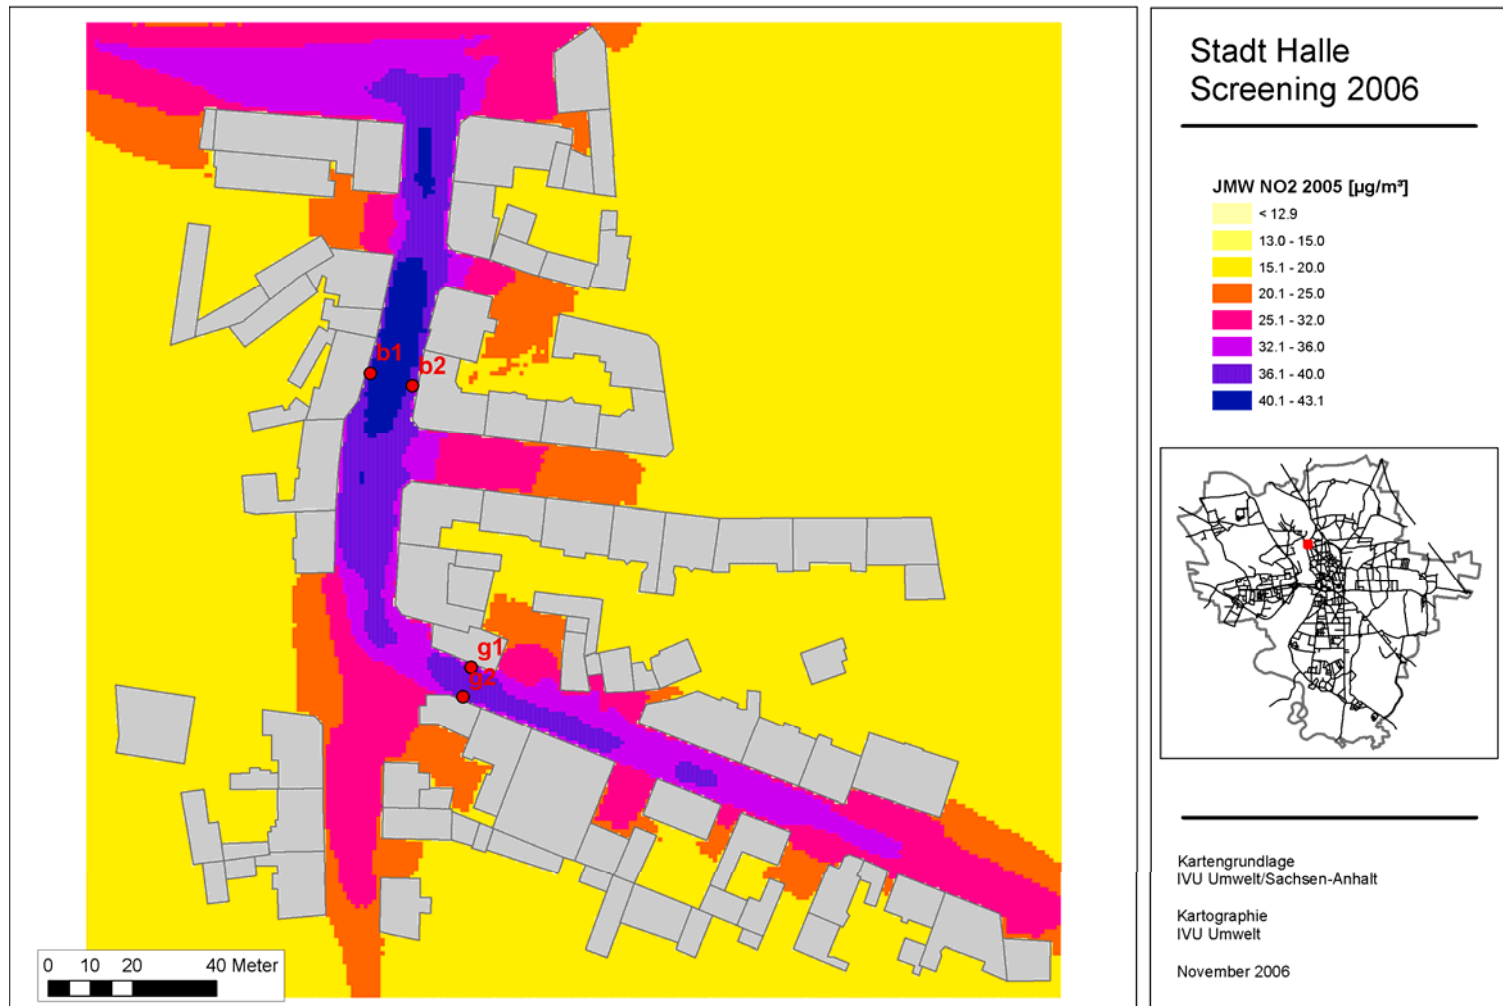 Stadt Halle
Screening 2006
JMW NO2 2005 [µg/m³]
< 12.9
13.0 - 15.0
15.1 - 20.0
20.1 - 25.0
25.1 - 32.0
32.1 - 36.0
36.1 - 40.0
40.1 - 43.1
b1
b2
g1
g2
0 10 20 40 Meter
Kartengrundlage
IVU Umwelt/Sachsen-Anhalt
Kartographie
IVU Umwelt
November 2006